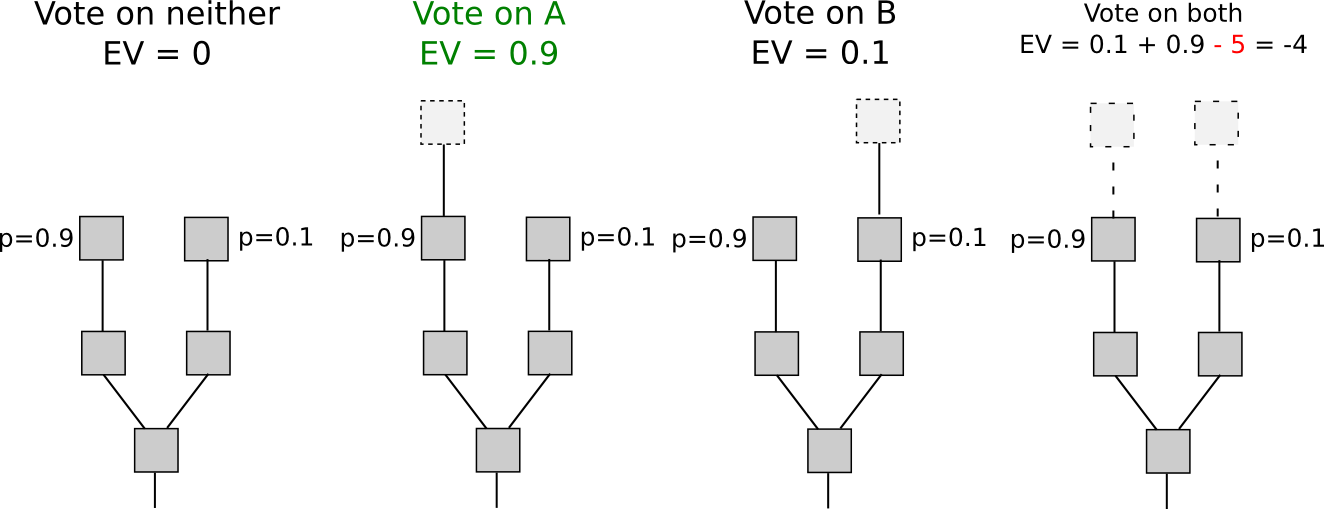 Vote on neither
EV = 0
Vote on A
EV = 0.9
Vote on B
EV = 0.1
Vote on both
EV = 0.1 + 0.9 - 5 = -4
p=0.9
p=0.1
p=0.9
p=0.1
p=0.9
p=0.1
p=0.9
p=0.1